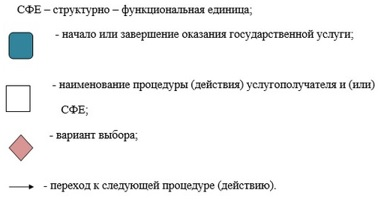 СФЕ – структурно – функциональная единица;
- начало или завершение оказания государственной услуги;
- наименование процедуры (действия) услугополучателя и (или)
СФЕ;
- вариант выбора;
- переход к следующей процедуре (действию).